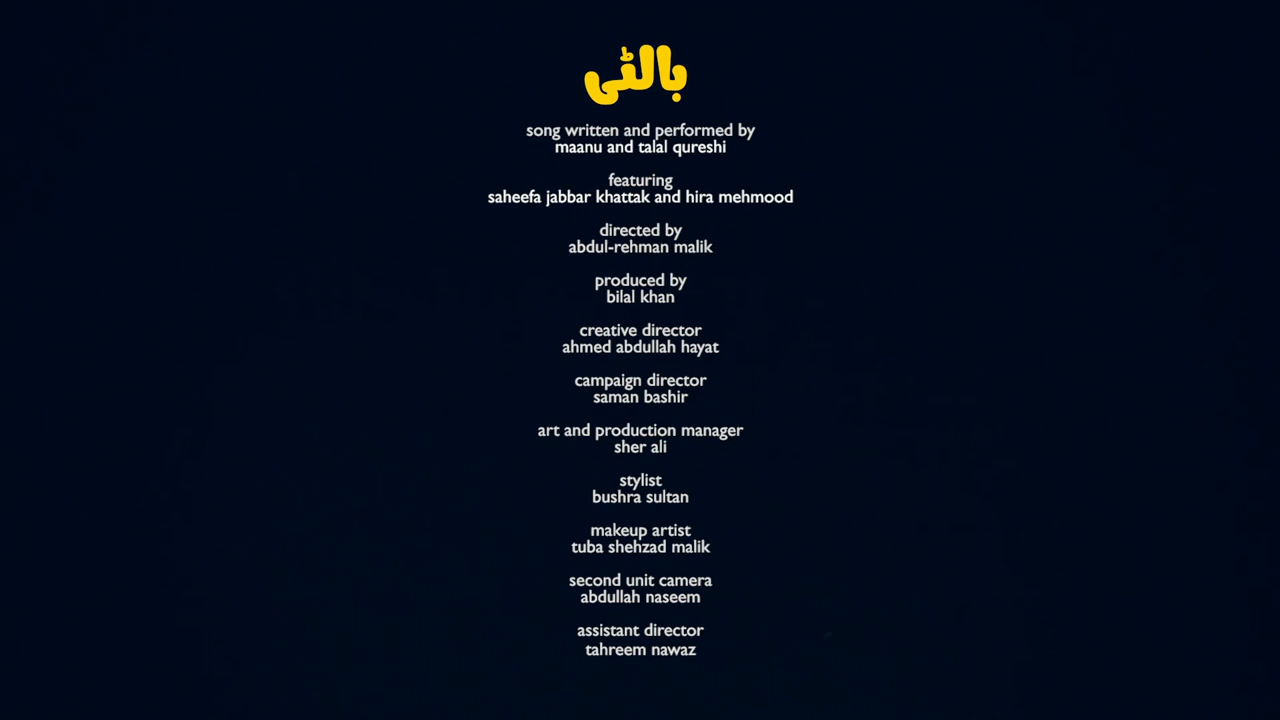 بالٹی
song written and performed by
maanu and talal qureshi
featuring
saheefa jabbar khattak and hira mehmood
directed by
abdul-rehman malik
produced by
bilal khan
creative director
ahmed abdullah hayat
campaign director
saman bashir
art and production manager
sher ali
stylist
bushra sultan
makeup artist
tuba shehzad malik
second unit camera
abdullah naseem
assistant director
tahreem nawaz